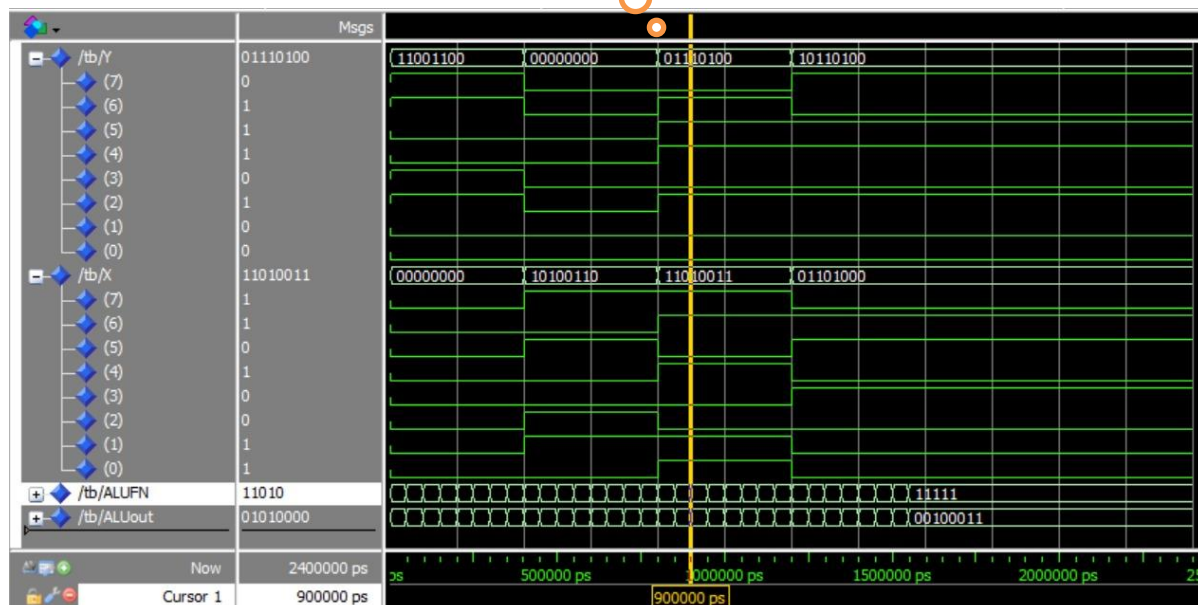 Msgs
/tb/Y 01110100 11001100 00000000 01110100 10110100
(7) 0
(6) 1
(5) 1
(4) 1
(3) 0
(2) 1
(1) 0
(0) 0
/tb/X 11010011 00000000 10100110 11010011 01101000
(7) 1
(6) 1
(5) 0
(4) 1
(3) 0
(2) 0
(1) 1
(0) 1
/tb/ALUFN 11010 11111
/tb/ALUout 01010000 00100011
Now 2400000 ps ps 500000 ps 1000000 ps 1500000 ps 2000000 ps
Cursor 1 900000 ps 900000 ps